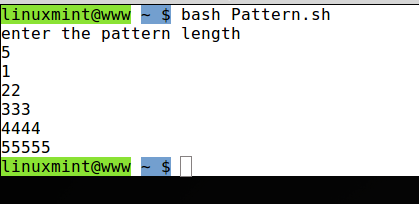 linuxmint@www ~ $ bash Pattern.sh
enter the pattern length
5
1
22
333
4444
55555
linuxmint@www ~ $